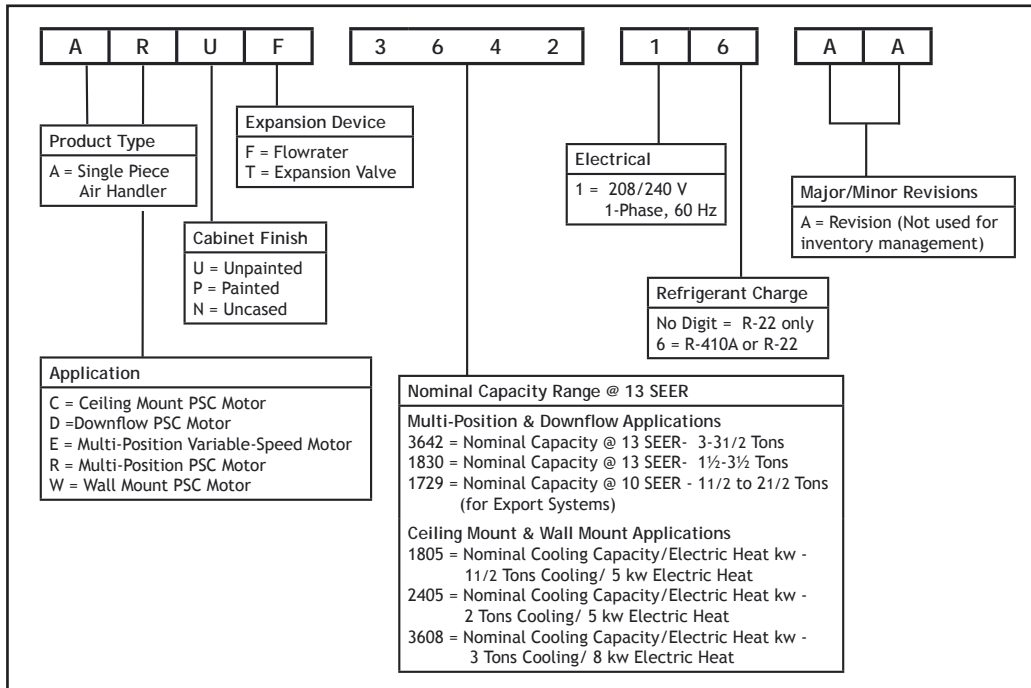 A R U F 3 6 4 2 1 6 A A
Product Type
A = Single Piece
Air Handler
Expansion Device
F = Flowrater
T = Expansion Valve
Cabinet Finish
U = Unpainted
P = Painted
N = Uncased
Application
C = Ceiling Mount PSC Motor
D =Downflow PSC Motor
E = Multi-Position Variable-Speed Motor
R = Multi-Position PSC Motor
W = Wall Mount PSC Motor
Electrical
1 = 208/240 V
1-Phase, 60 Hz
Major/Minor Revisions
A = Revision (Not used for
inventory management)
Refrigerant Charge
No Digit = R-22 only
6 = R-410A or R-22
Nominal Capacity Range @ 13 SEER
Multi-Position & Downflow Applications
3642 = Nominal Capacity @ 13 SEER- 3-31/2 Tons
1830 = Nominal Capacity @ 13 SEER- 1½-3½ Tons
1729 = Nominal Capacity @ 10 SEER - 11/2 to 21/2 Tons
(for Export Systems)
Ceiling Mount & Wall Mount Applications
1805 = Nominal Cooling Capacity/Electric Heat kw -
11/2 Tons Cooling/ 5 kw Electric Heat
2405 = Nominal Cooling Capacity/Electric Heat kw -
2 Tons Cooling/ 5 kw Electric Heat
3608 = Nominal Cooling Capacity/Electric Heat kw -
3 Tons Cooling/ 8 kw Electric Heat